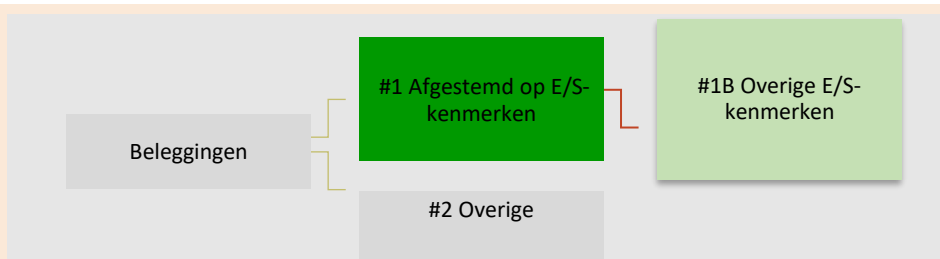 #1 Afgestemd op E/S-
kenmerken
#1B Overige E/S-
kenmerken
Beleggingen
#2 Overige